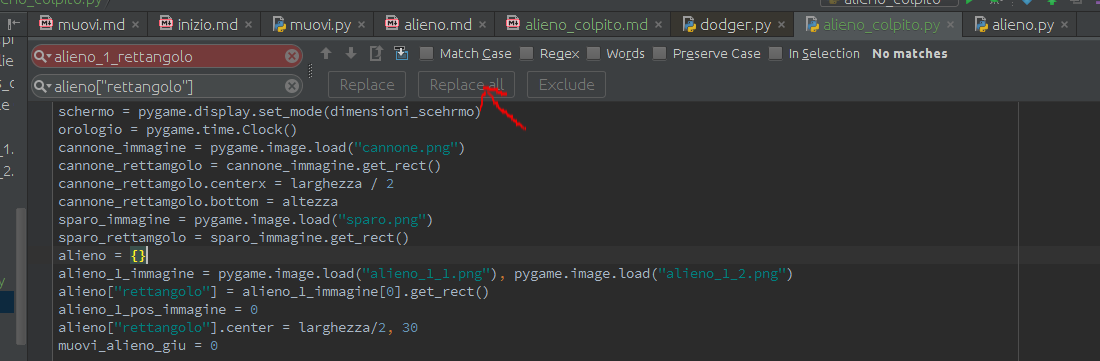 alieno_colpito
muovi.md inizio.md muovi.py alieno.md alieno_colpito.md dodger.py alieno_colpito.py alieno.py
alieno_1_rettangolo Match Case Regex Words Preserve Case In Selection No matches
alieno["rettangolo"] Replace Replace all Exclude
schermo = pygame.display.set_mode(dimensioni_scehrmo)
orologio = pygame.time.Clock()
cannone_immagine = pygame.image.load("cannone.png")
cannone_rettamgolo = cannone_immagine.get_rect()
cannone_rettamgolo.centerx = larghezza / 2
cannone_rettamgolo.bottom = altezza
sparo_immagine = pygame.image.load("sparo.png")
sparo_rettamgolo = sparo_immagine.get_rect()
alieno = {}
alieno_1_immagine = pygame.image.load("alieno_1_1.png"), pygame.image.load("alieno_1_2.png")
alieno["rettangolo"] = alieno_1_immagine[0].get_rect()
alieno_1_pos_immagine = 0
alieno["rettangolo"].center = larghezza/2, 30
muovi_alieno_giu = 0